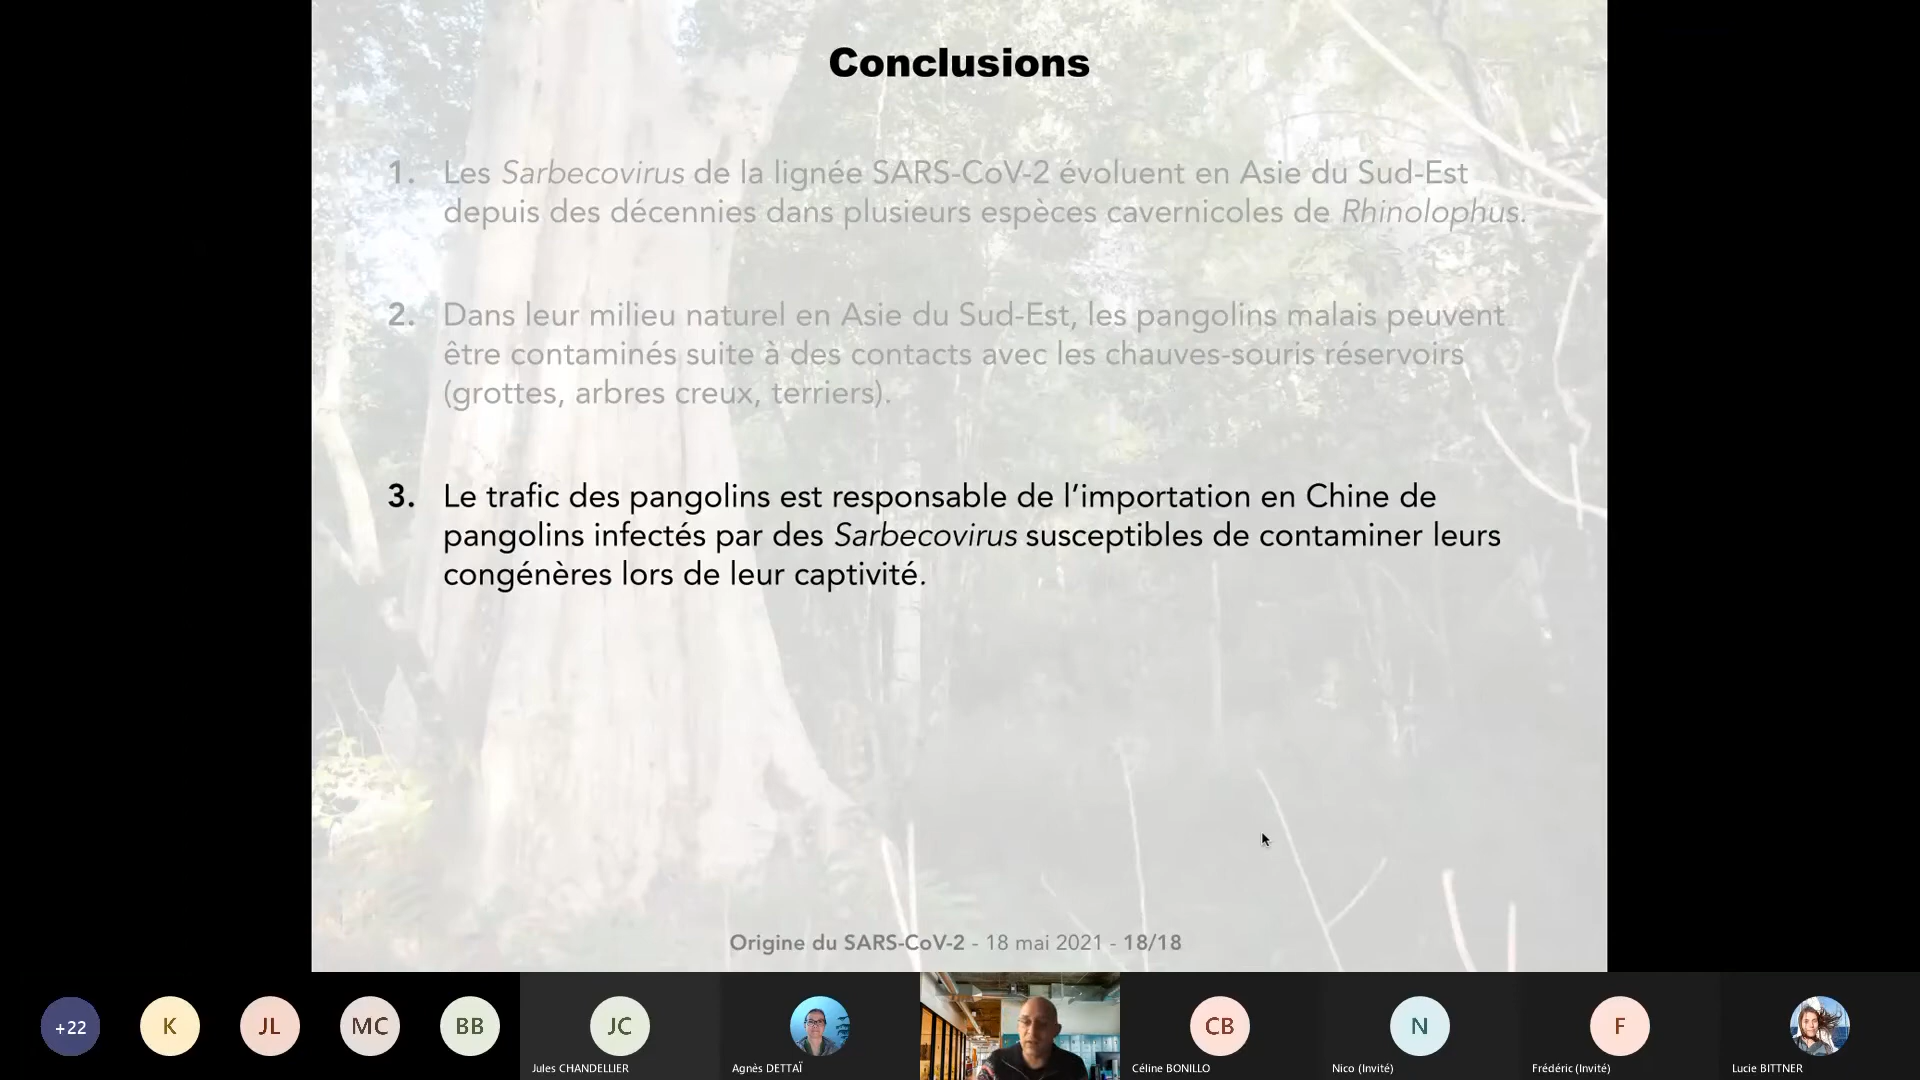 Conclusions
1. Les Sarbecovirus de la lignée SARS-CoV-2 évoluent en Asie du Sud-Est
depuis des décennies dans plusieurs espèces cavernicoles de Rhinolophus.
2. Dans leur milieu naturel en Asie du Sud-Est, les pangolins malais peuvent
être contaminés suite à des contacts avec les chauves-souris réservoirs
(grottes, arbres creux, terriers).
3. Le trafic des pangolins est responsable de l’importation en Chine de
pangolins infectés par des Sarbecovirus susceptibles de contaminer leurs
congénères lors de leur captivité.
Origine du SARS-CoV-2 - 18 mai 2021 - 18/18
+22
K
JL
MC
BB
JC
CB
N
F
Jules CHANDELLIER
Agnès DETTAÏ
Céline BONILLO
Nico (Invité)
Frédéric (Invité)
Lucie BITTNER